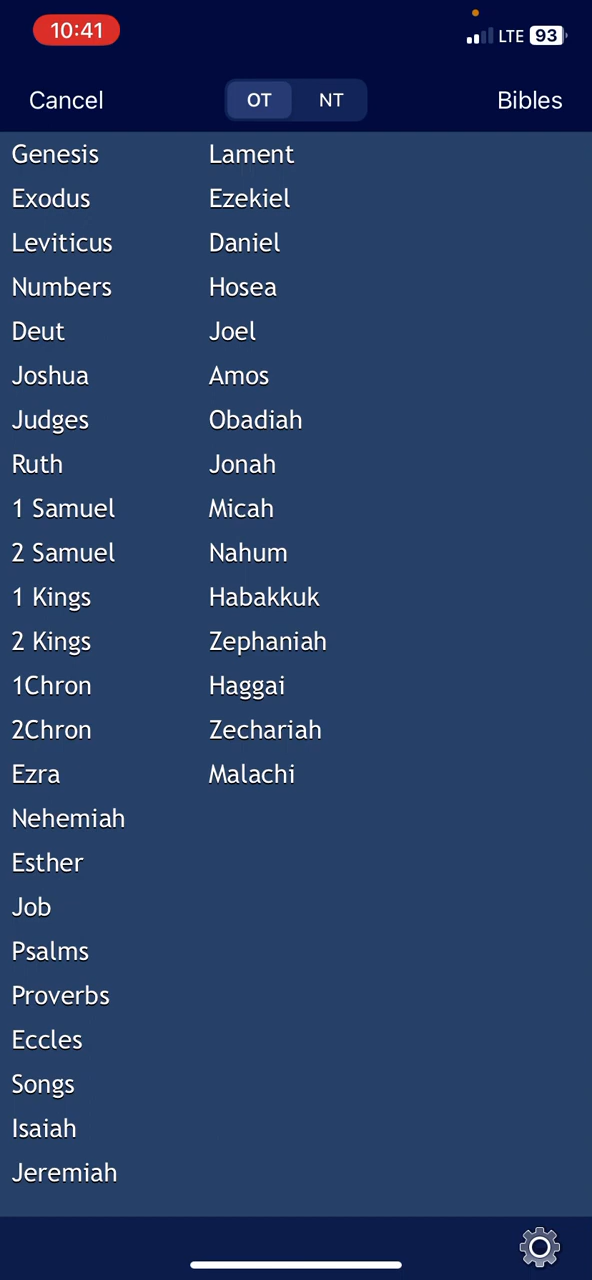 10:41
LTE 93
Cancel
OT
NT
Bibles
Genesis
Exodus
Leviticus
Numbers
Deut
Joshua
Judges
Ruth
1 Samuel
2 Samuel
1 Kings
2 Kings
1Chron
2Chron
Ezra
Nehemiah
Esther
Job
Psalms
Proverbs
Eccles
Songs
Isaiah
Jeremiah
Lament
Ezekiel
Daniel
Hosea
Joel
Amos
Obadiah
Jonah
Micah
Nahum
Habakkuk
Zephaniah
Haggai
Zechariah
Malachi